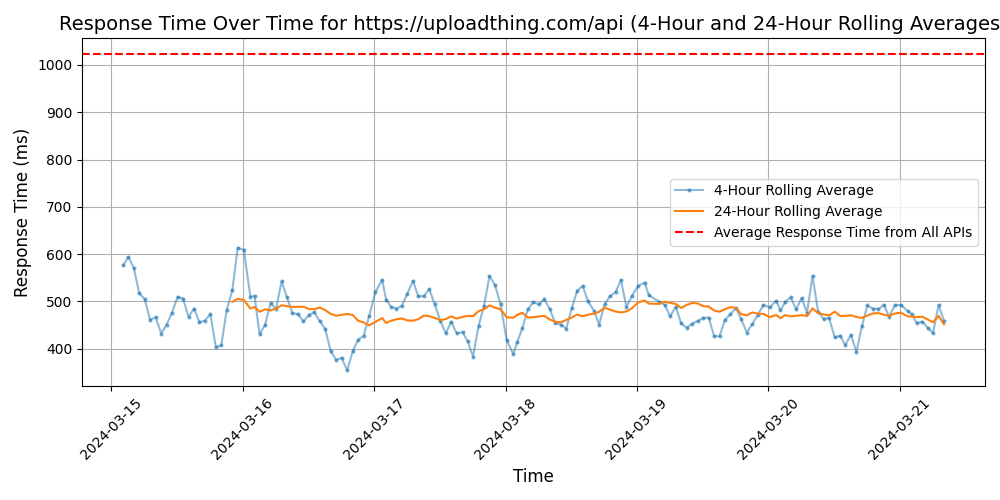 Response Time Over Time for https://uploadthing.com/api (4-Hour and 24-Hour Rolling Averages
Response Time (ms)
1000
900
800
700
600
500
400
4-Hour Rolling Average
24-Hour Rolling Average
Average Response Time from All APIs
2024-03-15
2024-03-16
2024-03-17
2024-03-18
2024-03-19
2024-03-20
2024-03-21
Time